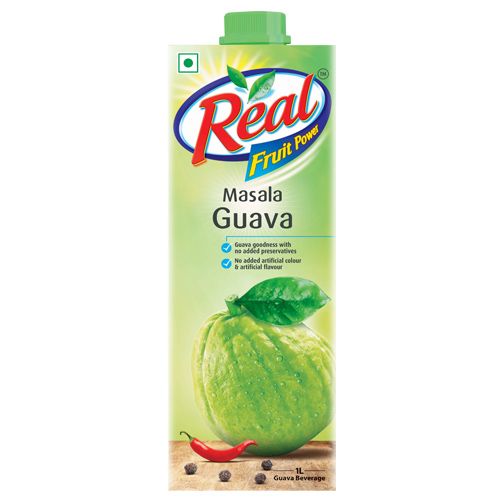 Real
TM
Fruit Power
Masala
Guava
Guava goodness with
no added preservatives
No added artificial colour
& artificial flavour
1L
Guava Beverage